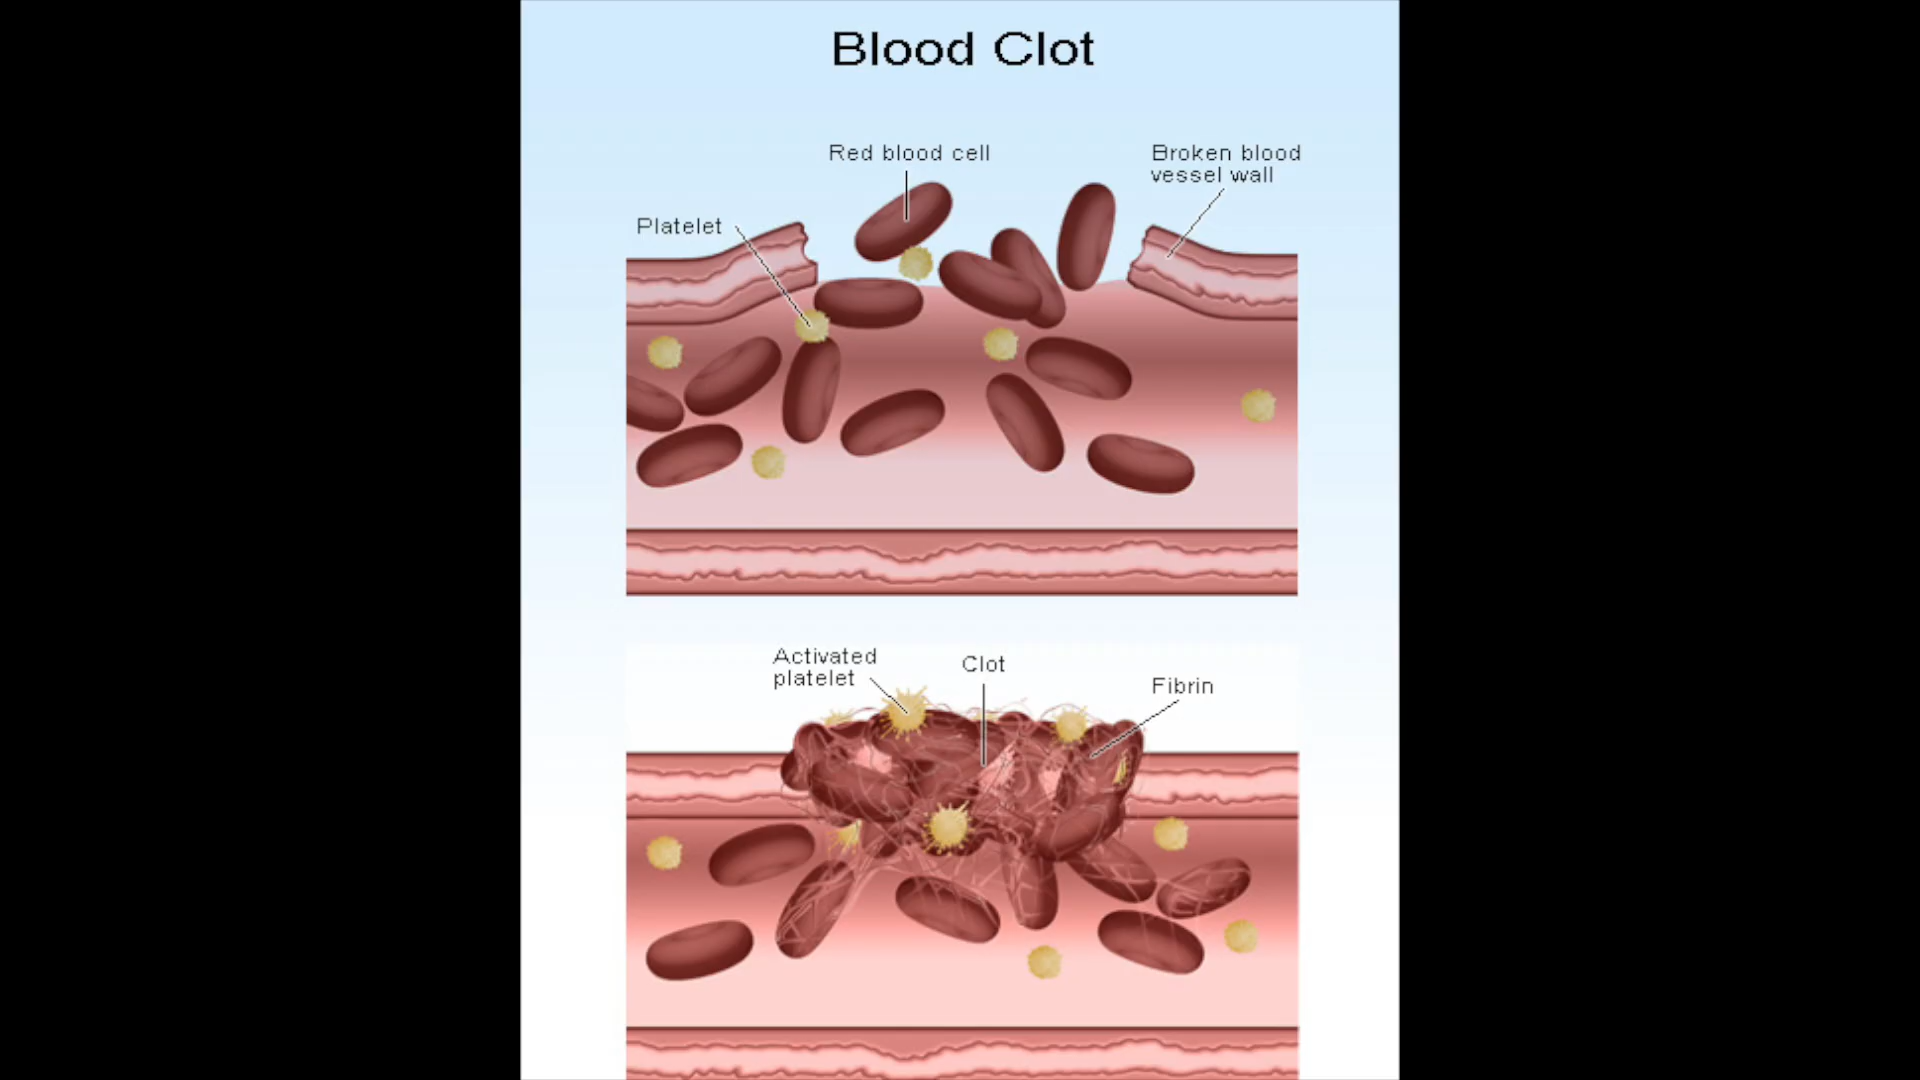 Blood Clot
Red blood cell
Broken blood
vessel wall
Platelet
Activated
platelet
Clot
Fibrin